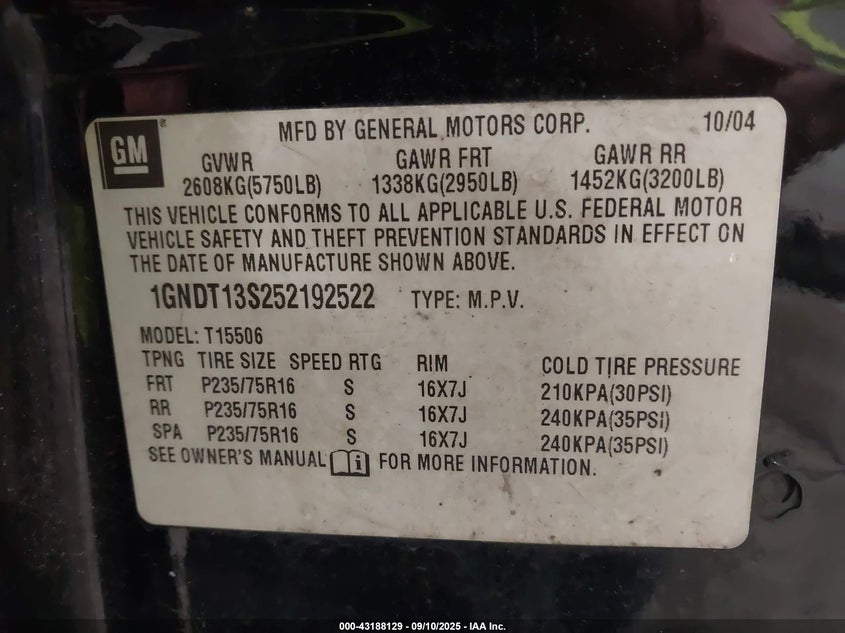 GM® MFD BY GENERAL MOTORS CORP. 10/04
GVWR GAWR FRT GAWR RR
2608KG(5750LB) 1338KG(2950LB) 1452KG(3200LB)
THIS VEHICLE CONFORMS TO ALL APPLICABLE U.S. FEDERAL MOTOR
VEHICLE SAFETY AND THEFT PREVENTION STANDARDS IN EFFECT ON
THE DATE OF MANUFACTURE SHOWN ABOVE.
1GNDT13S252192522 TYPE: M.P.V.
MODEL: T15506
TPNG TIRE SIZE SPEED RTG RIM COLD TIRE PRESSURE
FRT P235/75R16 S 16X7J 210KPA(30PSI)
RR P235/75R16 S 16X7J 240KPA(35PSI)
SPA P235/75R16 S 16X7J 240KPA(35PSI)
SEE OWNER'S MANUAL FOR MORE INFORMATION.
000-43188129 - 09/10/2025 - IAA Inc.